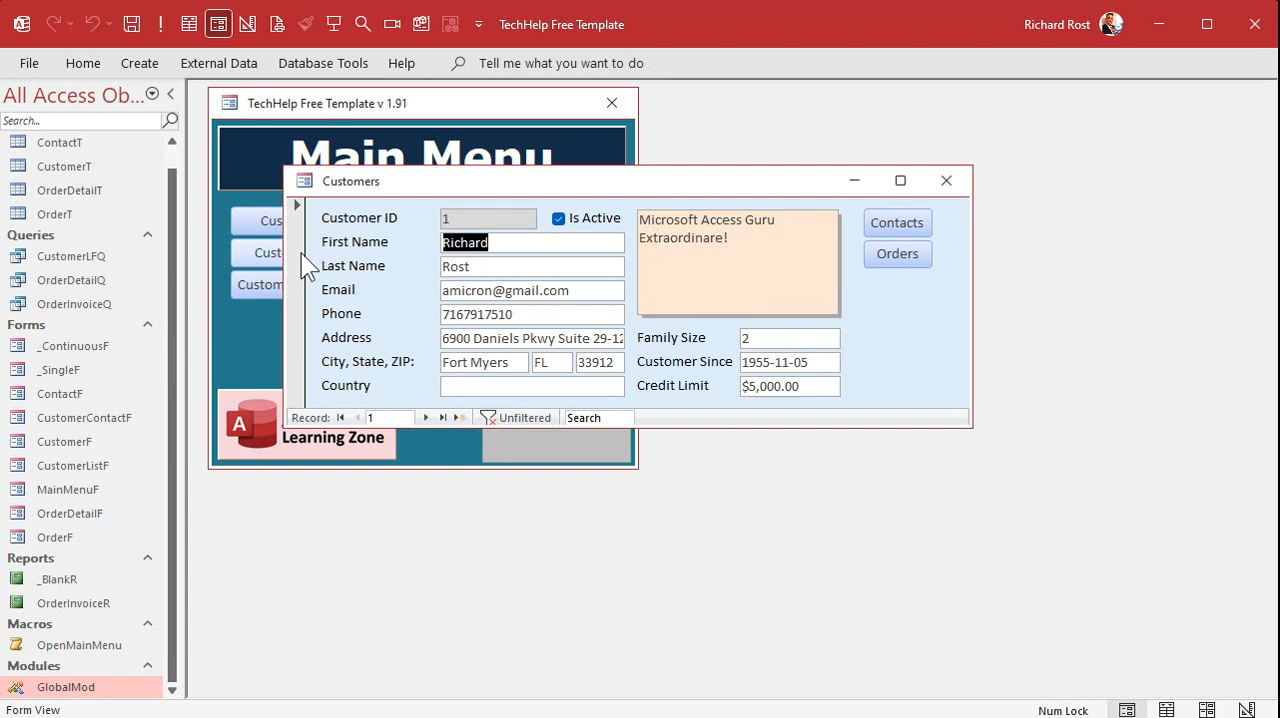 TechHelp Free Template
Richard Rost
File Home Create External Data Database Tools Help Tell me what you want to do
All Access Ob...
Search...
ContactT
CustomerT
OrderDetailT
OrderT
Queries
CustomerLFQ
OrderDetailQ
OrderInvoiceQ
Forms
_ContinuousF
_SingleF
ContactF
CustomerContactF
CustomerF
CustomerListF
MainMenuF
OrderDetailF
OrderF
Reports
_BlankR
OrderInvoiceR
Macros
OpenMainMenu
Modules
GlobalMod
TechHelp Free Template v 1.91
Main Menu
Cus
Custo
Custom
A
Learning Zone
Customers
Customer ID 1 Is Active
First Name Richard
Last Name Rost
Email amicron@gmail.com
Phone 7167917510
Address 6900 Daniels Pkwy Suite 29-12
City, State, ZIP: Fort Myers FL 33912
Country
Microsoft Access Guru
Extraordinare!
Family Size 2
Customer Since 1955-11-05
Credit Limit $5,000.00
Contacts
Orders
Record: 1 Unfiltered Search
Form View
Num Lock